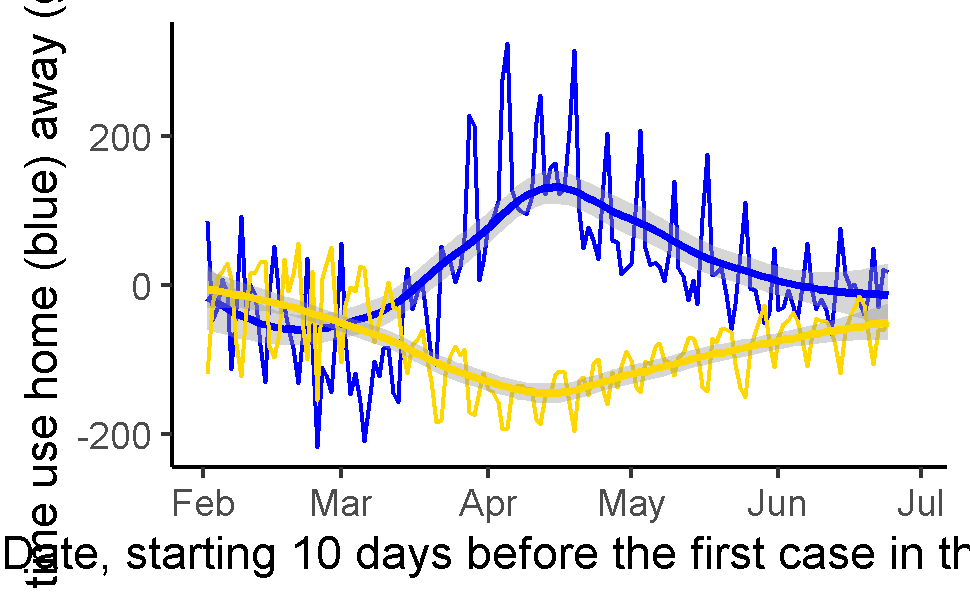 time use home (blue) away (
200
0
-200
Feb Mar Apr May Jun Jul
Date, starting 10 days before the first case in th